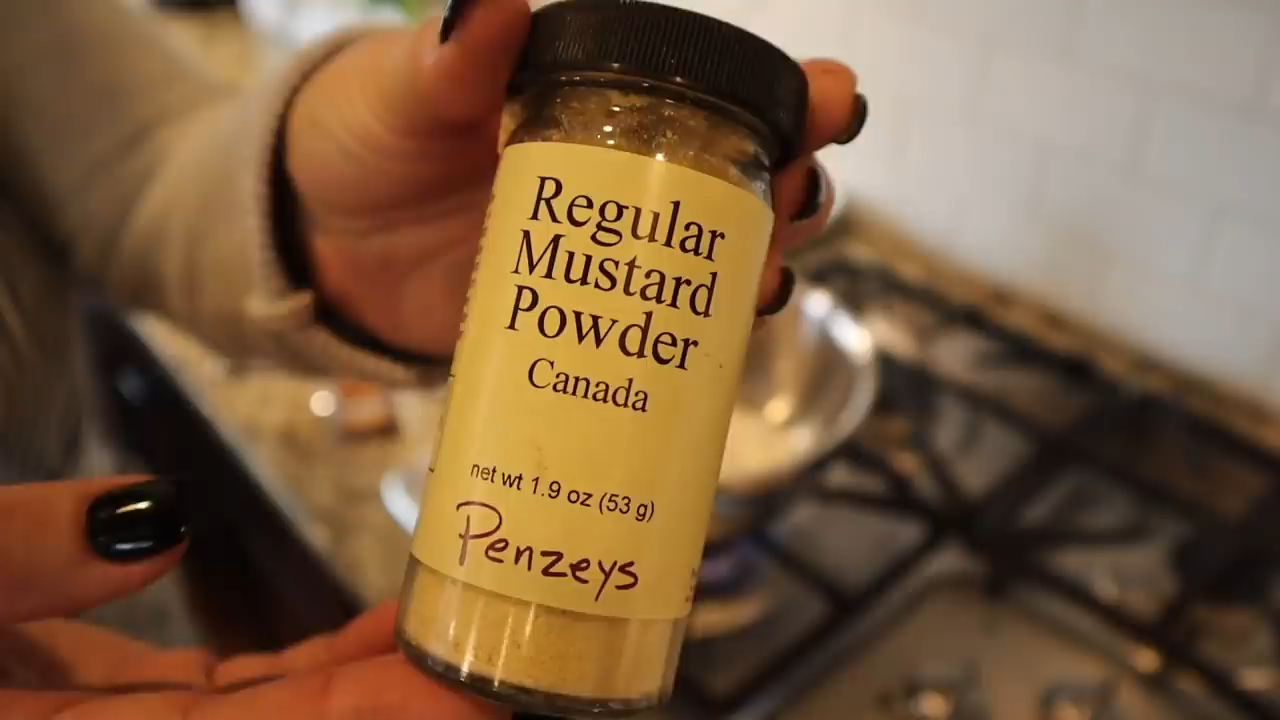 Regular
Mustard
Powder
Canada
net wt 1.9 oz (53 g)
Penzeys